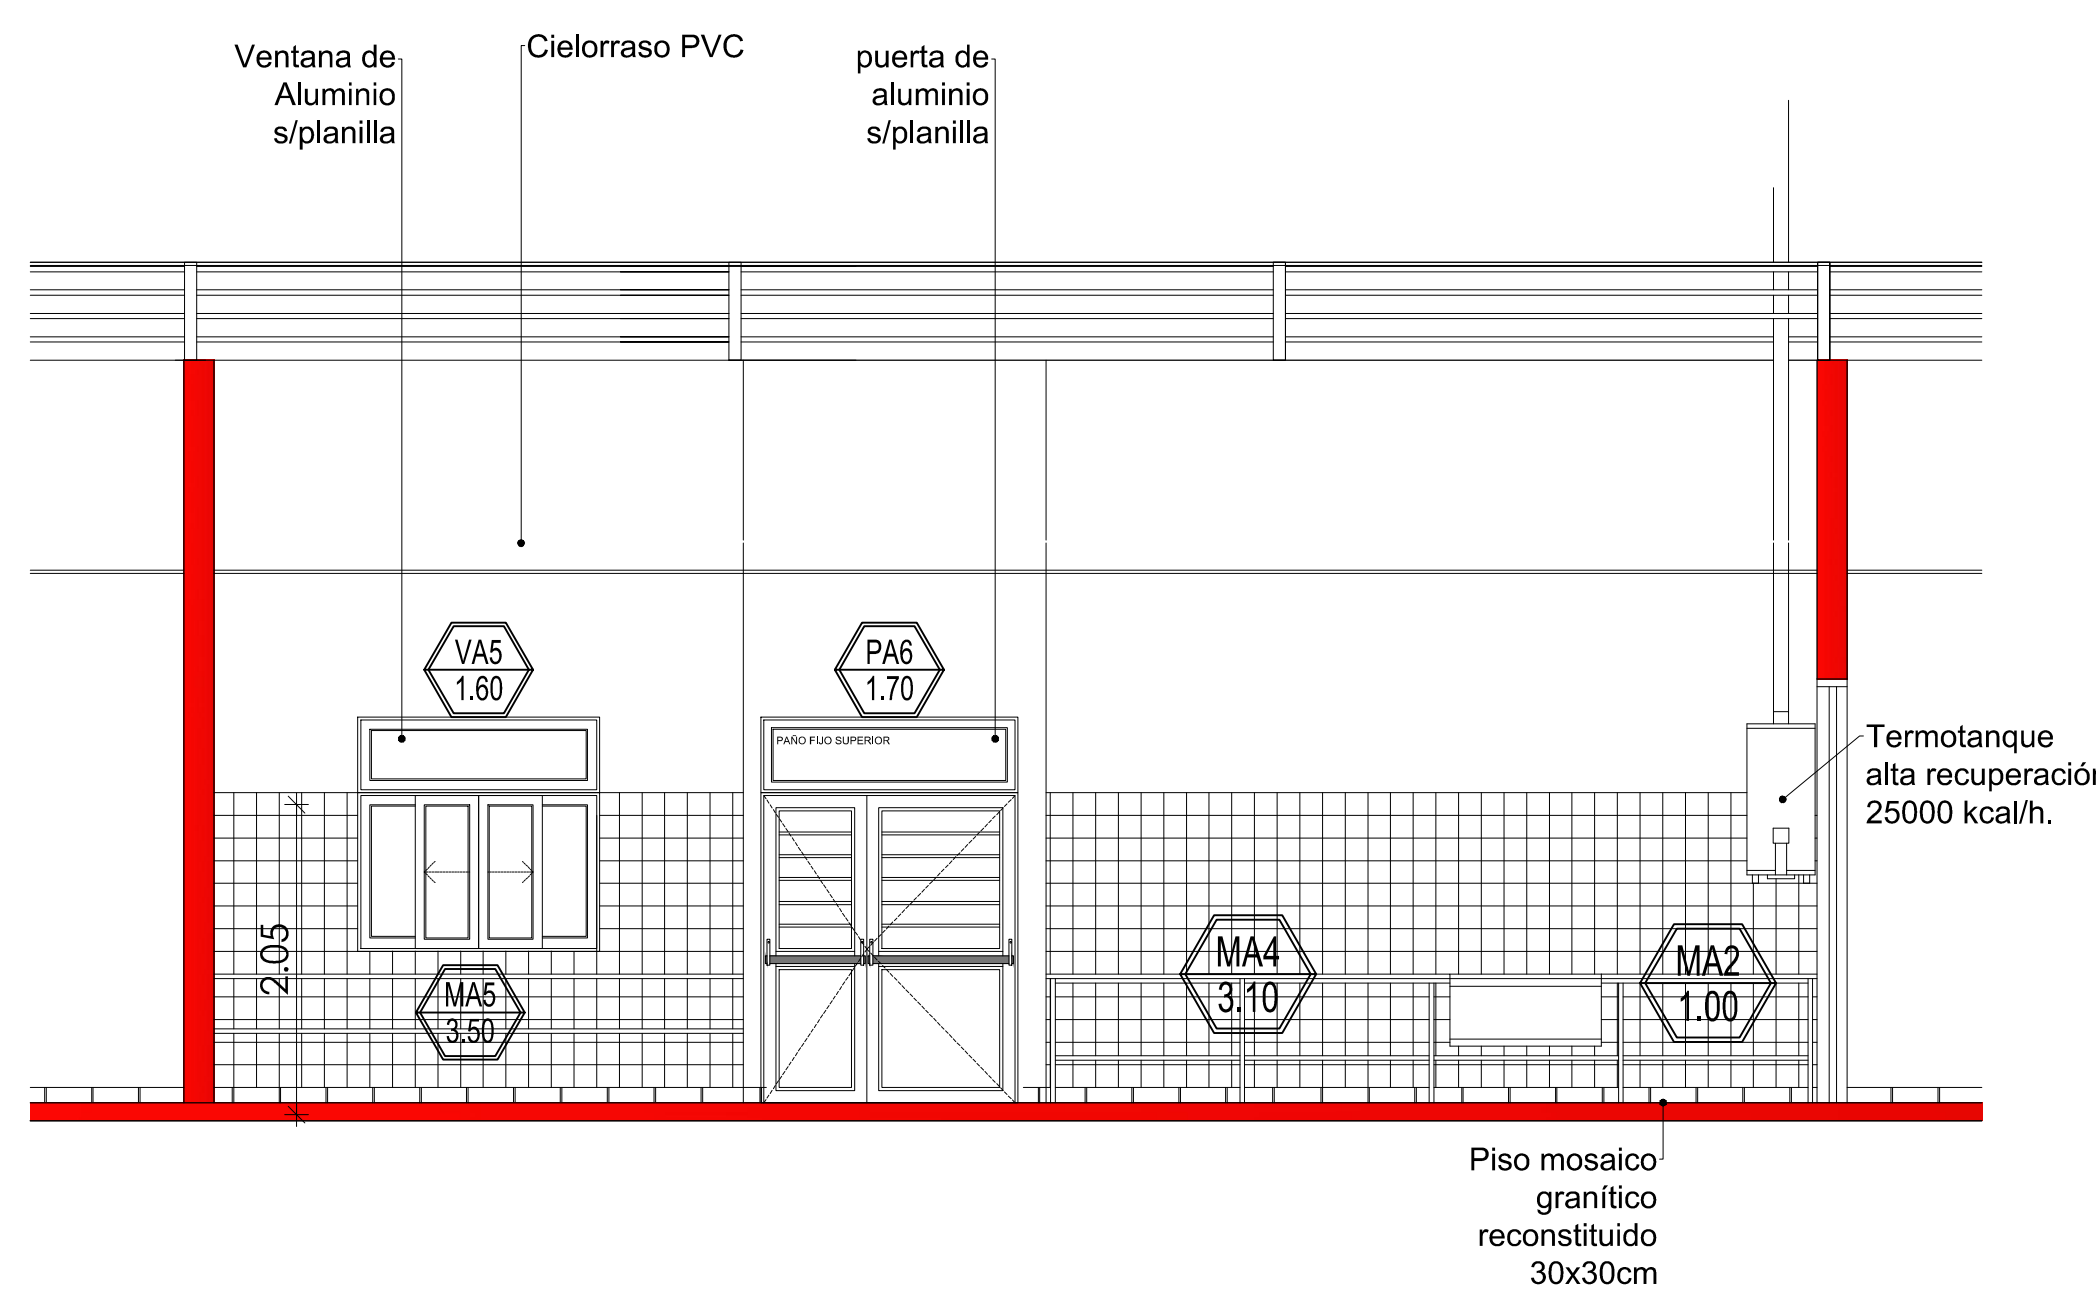 Ventana de
Aluminio
s/planilla
Cielorraso PVC
puerta de
aluminio
s/planilla
VA5
1.60
PA6
1.70
PAÑO FIJO SUPERIOR
Termotanque
alta recuperación
25000 kcal/h.
2.05
MA5
3.50
MA4
3.10
MA2
1.00
Piso mosaico
granítico
reconstituido
30x30cm